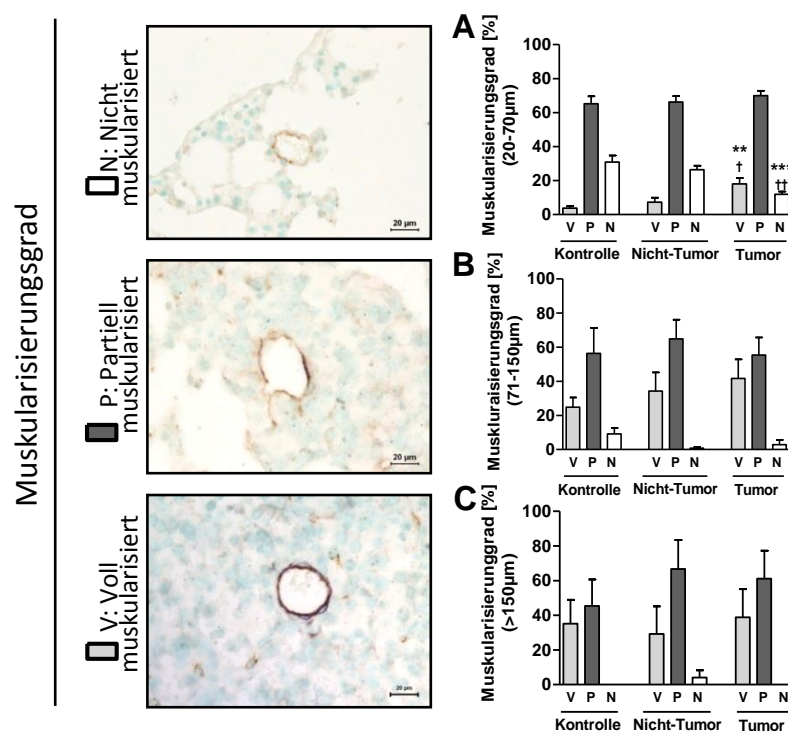 Muskularisierungsgrad
N: Nicht
muskularisiert
20 µm
P: Partiell
muskularisiert
20 µm
V: Voll
muskularisiert
20 µm
A
Muskularisierungsgrad [%]
(20-70µm)
100
80
60
40
20
0
**
†
***
††
V P N V P N V P N
Kontrolle Nicht-Tumor Tumor
B
Muskluraisierungsgrad [%]
(71-150µm)
100
80
60
40
20
0
V P N V P N V P N
Kontrolle Nicht-Tumor Tumor
C
Muskularisierunggrad [%]
(>150µm)
100
80
60
40
20
0
V P N V P N V P N
Kontrolle Nicht-Tumor Tumor